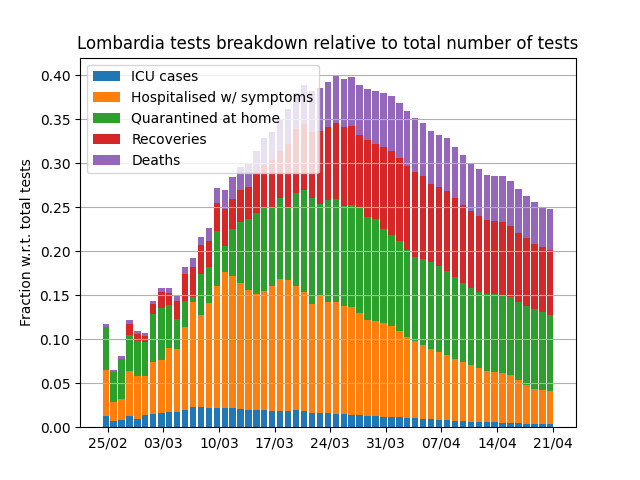 Lombardia tests breakdown relative to total number of tests
Fraction w.r.t. total tests
0.40
0.35
0.30
0.25
0.20
0.15
0.10
0.05
0.00
ICU cases
Hospitalised w/ symptoms
Quarantined at home
Recoveries
Deaths
25/02 03/03 10/03 17/03 24/03 31/03 07/04 14/04 21/04